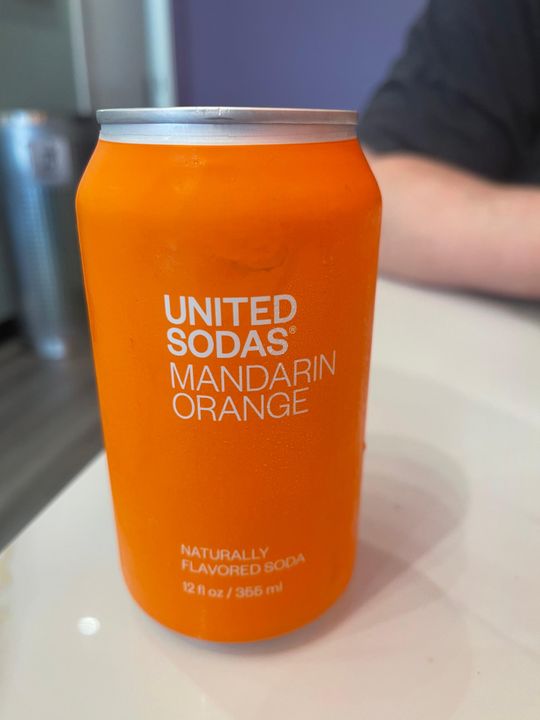 UNITED
SODAS®
MANDARIN
ORANGE
NATURALLY
FLAVORED SODA
12 fl oz / 355 ml